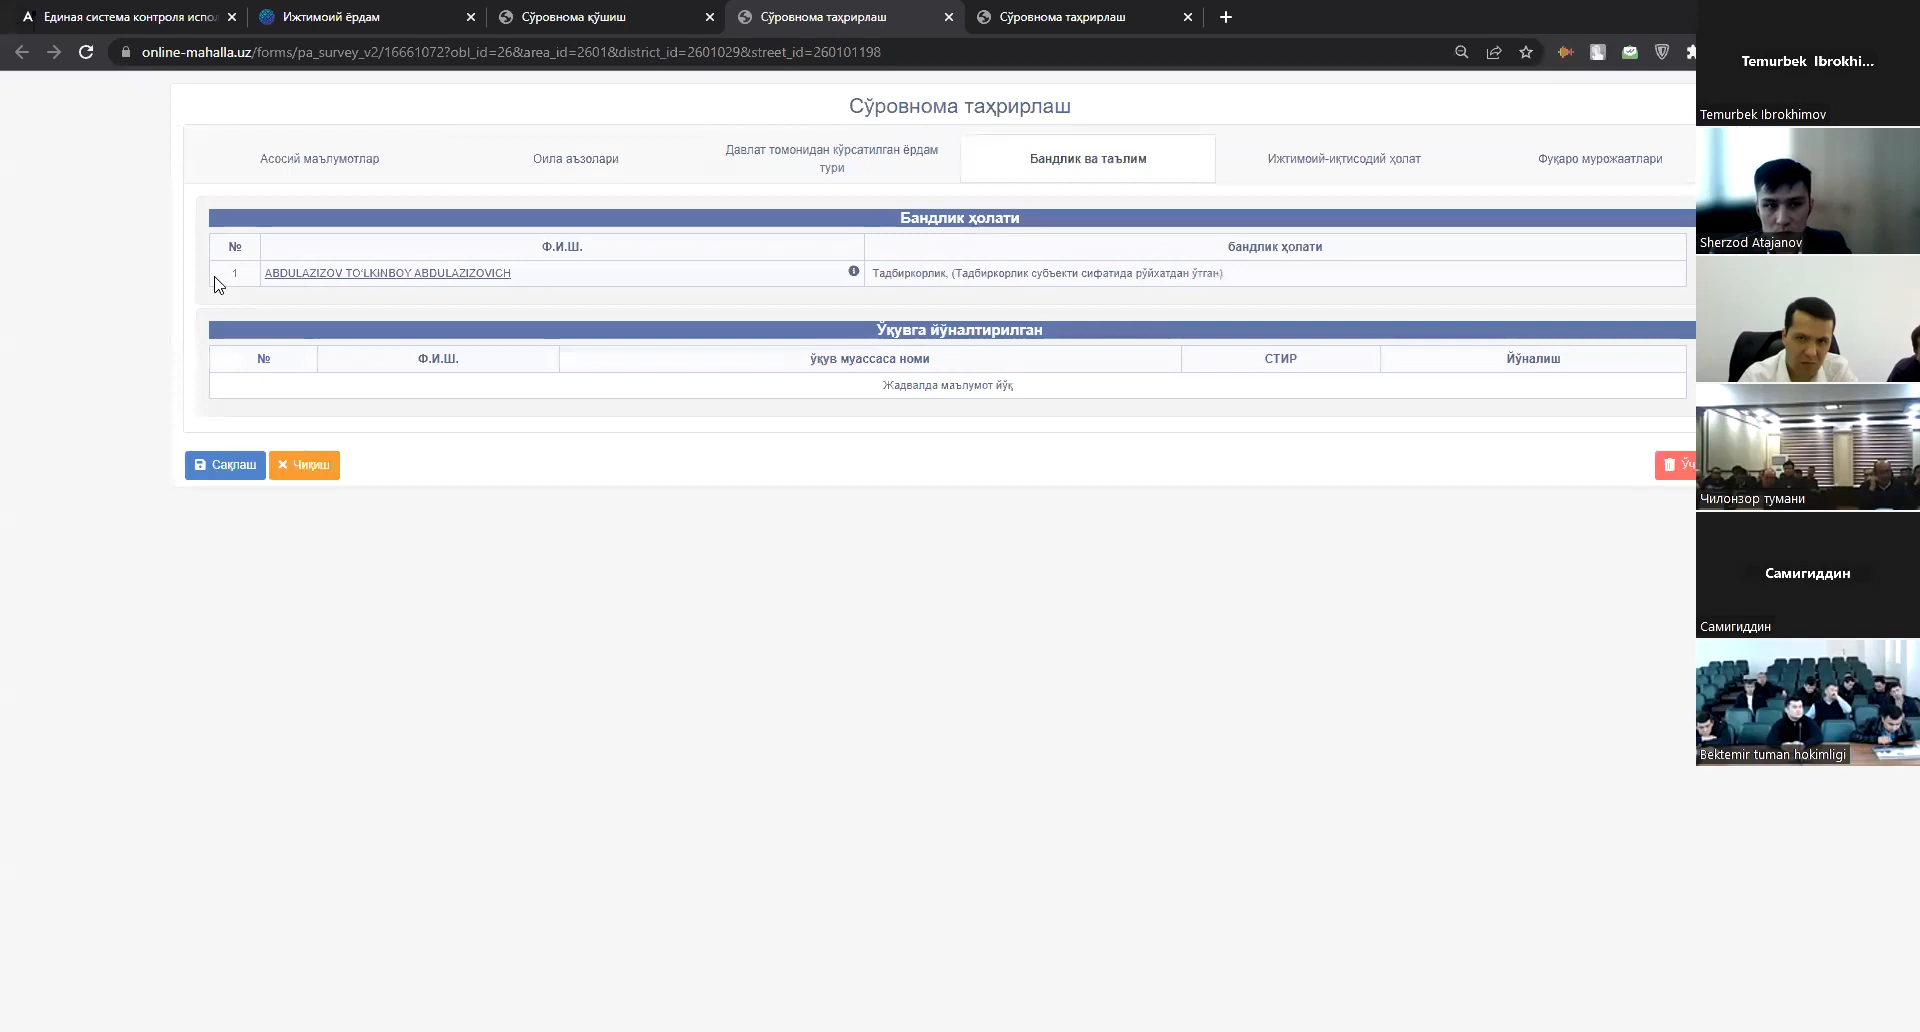 Единая система контроля испо
Ижтимоий ёрдам
Сўровнома қўшиш
Сўровнома таҳрирлаш
Сўровнома таҳрирлаш
online-mahalla.uz/forms/pa_survey_v2/16661072?obl_id=26&area_id=2601&district_id=2601029&street_id=260101198
Сўровнома таҳрирлаш
Асосий маълумотлар
Оила аъзолари
Давлат томонидан кўрсатилган ёрдам
тури
Бандлик ва таълим
Ижтимоий-иқтисодий ҳолат
Фуқаро мурожаатлари
Бандлик ҳолати
№ Ф.И.Ш. бандлик ҳолати
1 ABDULAZIZOV TO‘LKINBOY ABDULAZIZOVICH Тадбиркорлик, (Тадбиркорлик субъекти сифатида рўйхатдан ўтган)
Ўқувга йўналтирилган
№ Ф.И.Ш. ўқув муассаса номи СТИР Йўналиш
Жадвалда маълумот йўқ
Сақлаш
Чиқиш
Ўч
Temurbek Ibrokhi...
Temurbek Ibrokhimov
Sherzod Atajanov
Чилонзор тумани
Самигиддин
Самигиддин
Bektemir tuman hokimligi